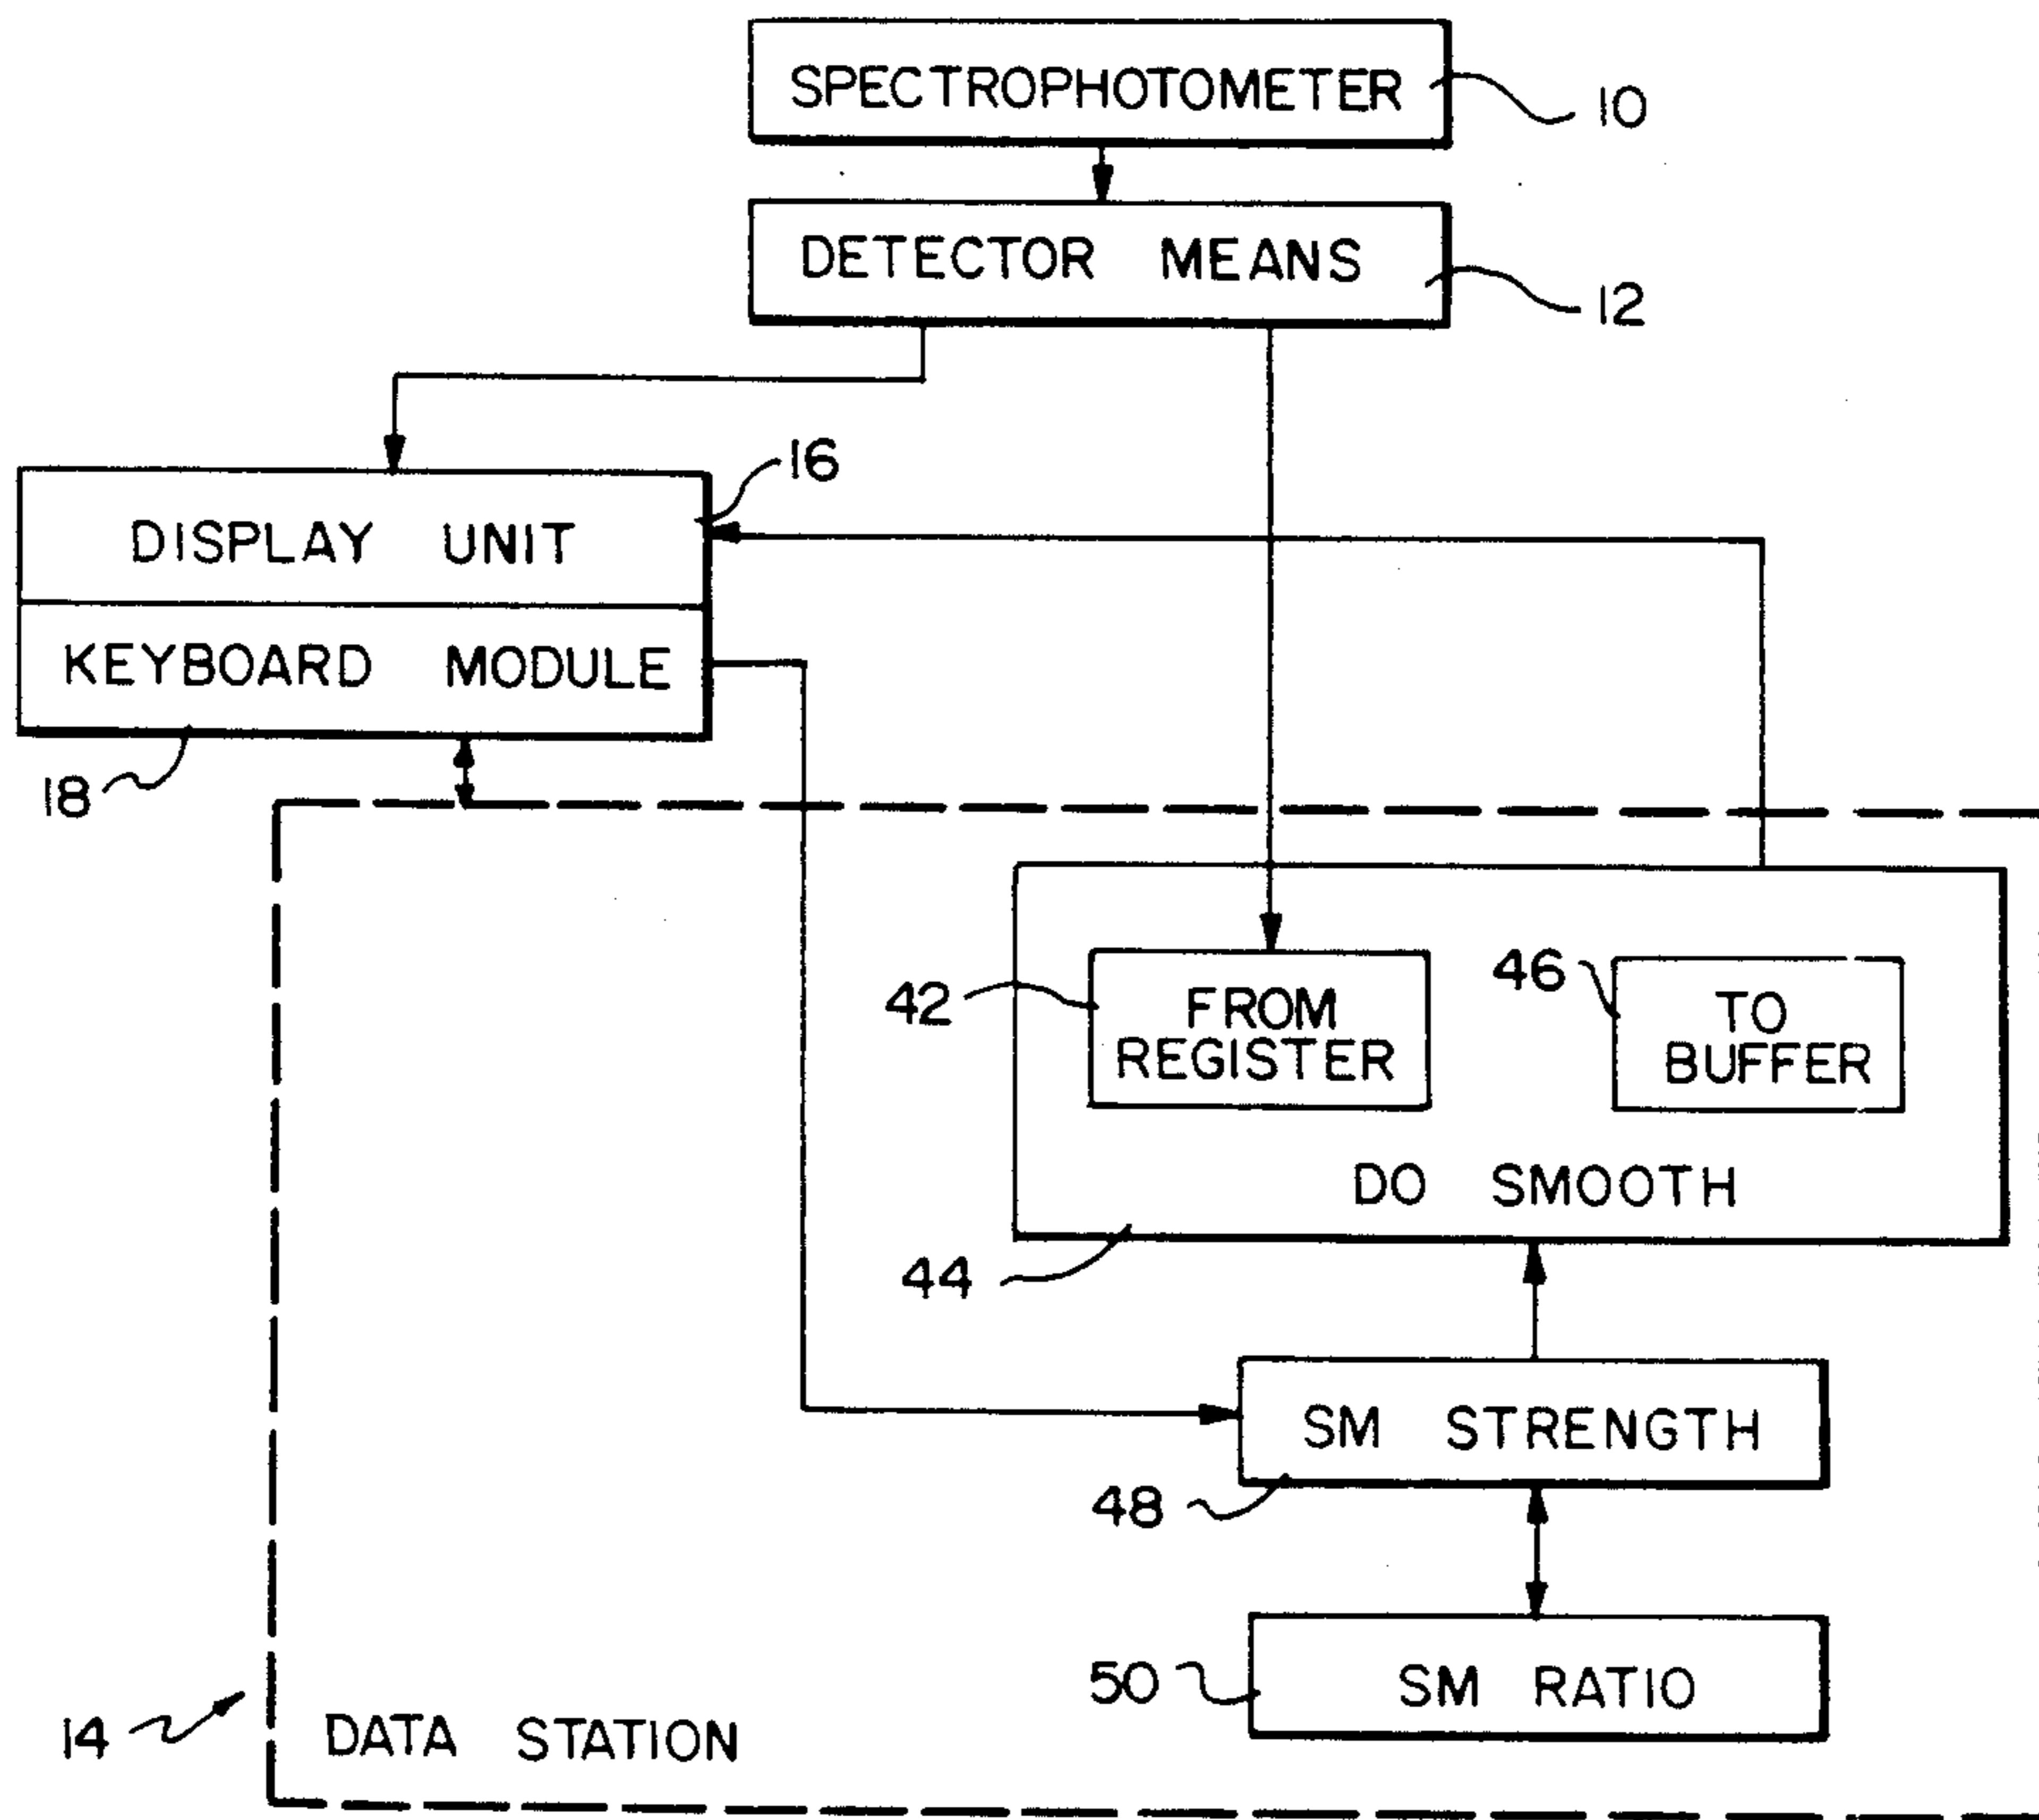 SPECTROPHOTOMETER
10
DETECTOR MEANS
12
16
DISPLAY UNIT
KEYBOARD MODULE
18
42
FROM
REGISTER
46
TO
BUFFER
DO SMOOTH
44
SM STRENGTH
48
50
SM RATIO
14
DATA STATION